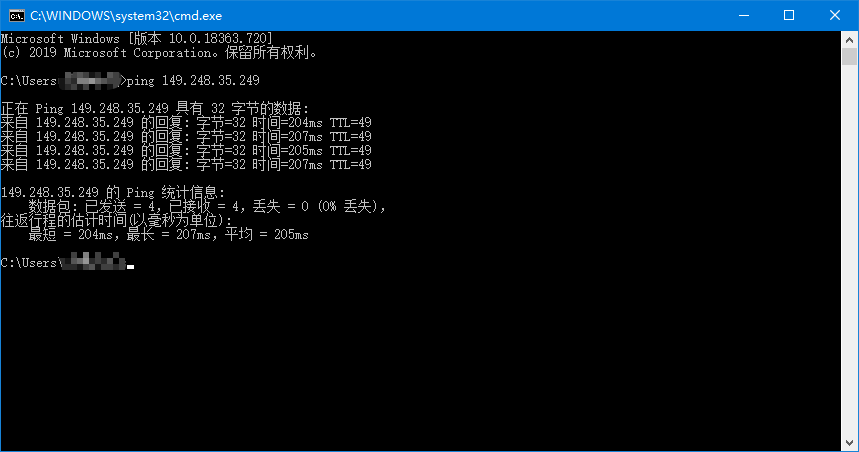 C:\WINDOWS\system32\cmd.exe
Microsoft Windows [版本 10.0.18363.720]
(c) 2019 Microsoft Corporation。保留所有权利。
C:\Users >ping 149.248.35.249
正在 Ping 149.248.35.249 具有 32 字节的数据:
来自 149.248.35.249 的回复: 字节=32 时间=204ms TTL=49
来自 149.248.35.249 的回复: 字节=32 时间=207ms TTL=49
来自 149.248.35.249 的回复: 字节=32 时间=205ms TTL=49
来自 149.248.35.249 的回复: 字节=32 时间=207ms TTL=49
149.248.35.249 的 Ping 统计信息:
数据包: 已发送 = 4，已接收 = 4，丢失 = 0 (0% 丢失)，
往返行程的估计时间(以毫秒为单位):
最短 = 204ms，最长 = 207ms，平均 = 205ms
C:\Users\